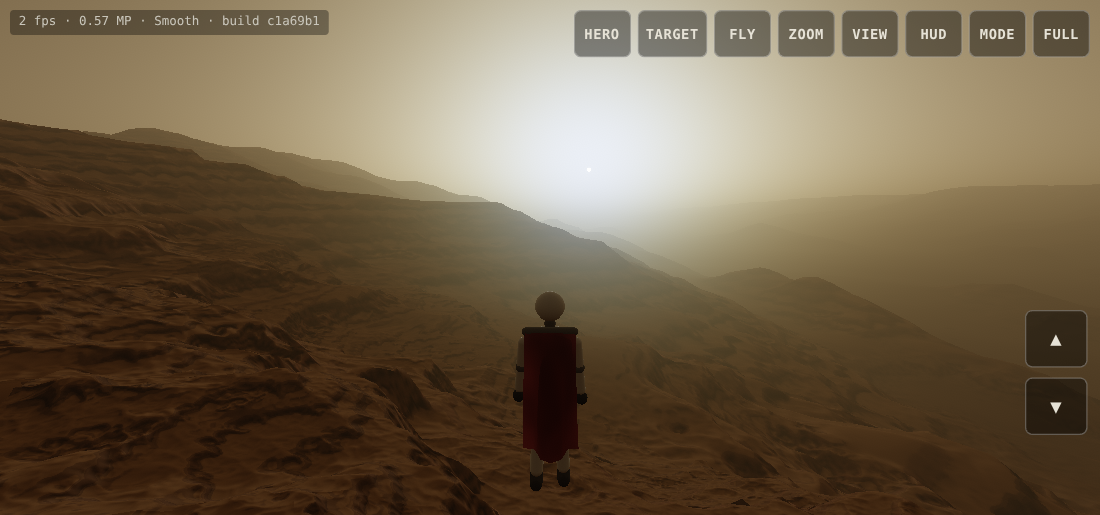 2 fps · 0.57 MP · Smooth · build c1a69b1
HERO TARGET FLY ZOOM VIEW HUD MODE FULL
▲
▼